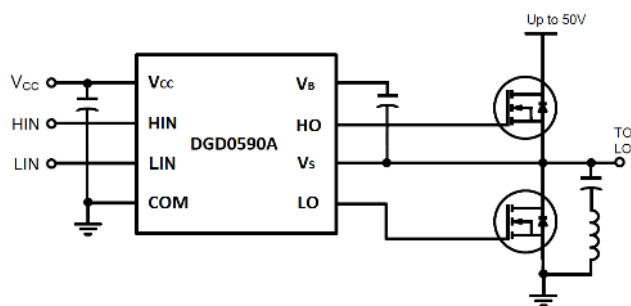 Up to 50V
VCC
VCC
VB
HIN
HIN
HO
DGD0590A
TO
LO
LIN
LIN
VS
COM
LO